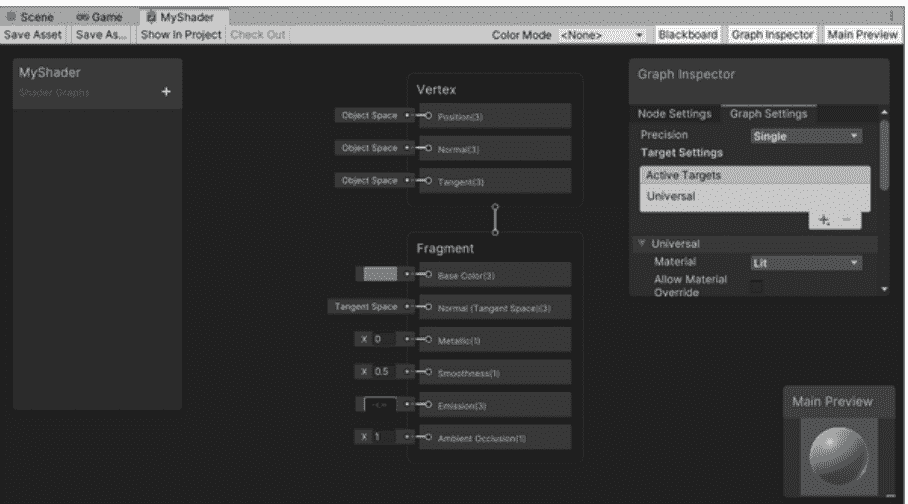 Scene Game MyShader
Save Asset Save As... Show In Project Check Out Color Mode <None> Blackboard Graph Inspector Main Preview
MyShader
Shader Graphs
Vertex
Object Space Position(3)
Object Space Normal(3)
Object Space Tangent(3)
Fragment
Base Color(3)
Tangent Space Normal (Tangent Space)(3)
X 0 Metallic(1)
X 0.5 Smoothness(1)
Emission(3)
X 1 Ambient Occlusion(1)
Graph Inspector
Node Settings Graph Settings
Precision Single
Target Settings
Active Targets
Universal
Universal
Material Lit
Allow Material
Override
Main Preview